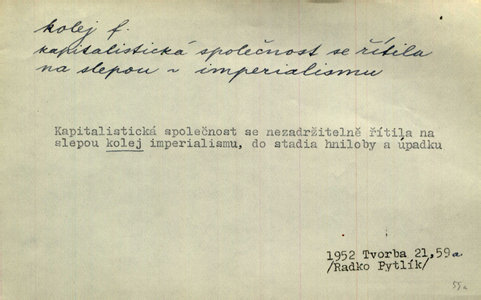 kolej f.
kapitalistická společnost se řítila
na slepou ~ imperialismu
Kapitalistická společnost se nezadržitelně řítila na
slepou kolej imperialismu, do stadia hniloby a úpadku
1952 Tvorba 21,59a
/Radko Pytlík/
59a